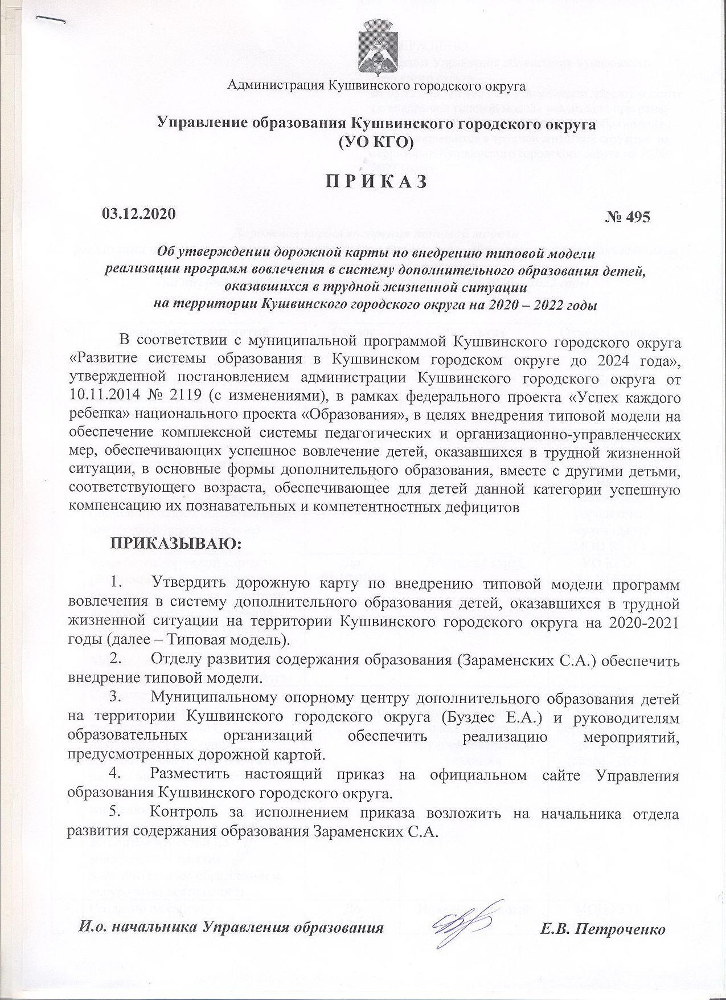 Администрация Кушвинского городского округа
Управление образования Кушвинского городского округа
(УО КГО)
П Р И К А З
03.12.2020
№ 495
Об утверждении дорожной карты по внедрению типовой модели
реализации программ вовлечения в систему дополнительного образования детей,
оказавшихся в трудной жизненной ситуации
на территории Кушвинского городского округа на 2020 – 2022 годы
В соответствии с муниципальной программой Кушвинского городского округа
«Развитие системы образования в Кушвинском городском округе до 2024 года»,
утвержденной постановлением администрации Кушвинского городского округа от
10.11.2014 № 2119 (с изменениями), в рамках федерального проекта «Успех каждого
ребенка» национального проекта «Образования», в целях внедрения типовой модели на
обеспечение комплексной системы педагогических и организационно-управленческих
мер, обеспечивающих успешное вовлечение детей, оказавшихся в трудной жизненной
ситуации, в основные формы дополнительного образования, вместе с другими детьми,
соответствующего возраста, обеспечивающее для детей данной категории успешную
компенсацию их познавательных и компетентностных дефицитов
ПРИКАЗЫВАЮ:
1. Утвердить дорожную карту по внедрению типовой модели программ
вовлечения в систему дополнительного образования детей, оказавшихся в трудной
жизненной ситуации на территории Кушвинского городского округа на 2020-2021
годы (далее – Типовая модель).
2. Отделу развития содержания образования (Зараменских С.А.) обеспечить
внедрение типовой модели.
3. Муниципальному опорному центру дополнительного образования детей
на территории Кушвинского городского округа (Буздес Е.А.) и руководителям
образовательных организаций обеспечить реализацию мероприятий,
предусмотренных дорожной картой.
4. Разместить настоящий приказ на официальном сайте Управления
образования Кушвинского городского округа.
5. Контроль за исполнением приказа возложить на начальника отдела
развития содержания образования Зараменских С.А.
И.о. начальника Управления образования
Е.В. Петроченко